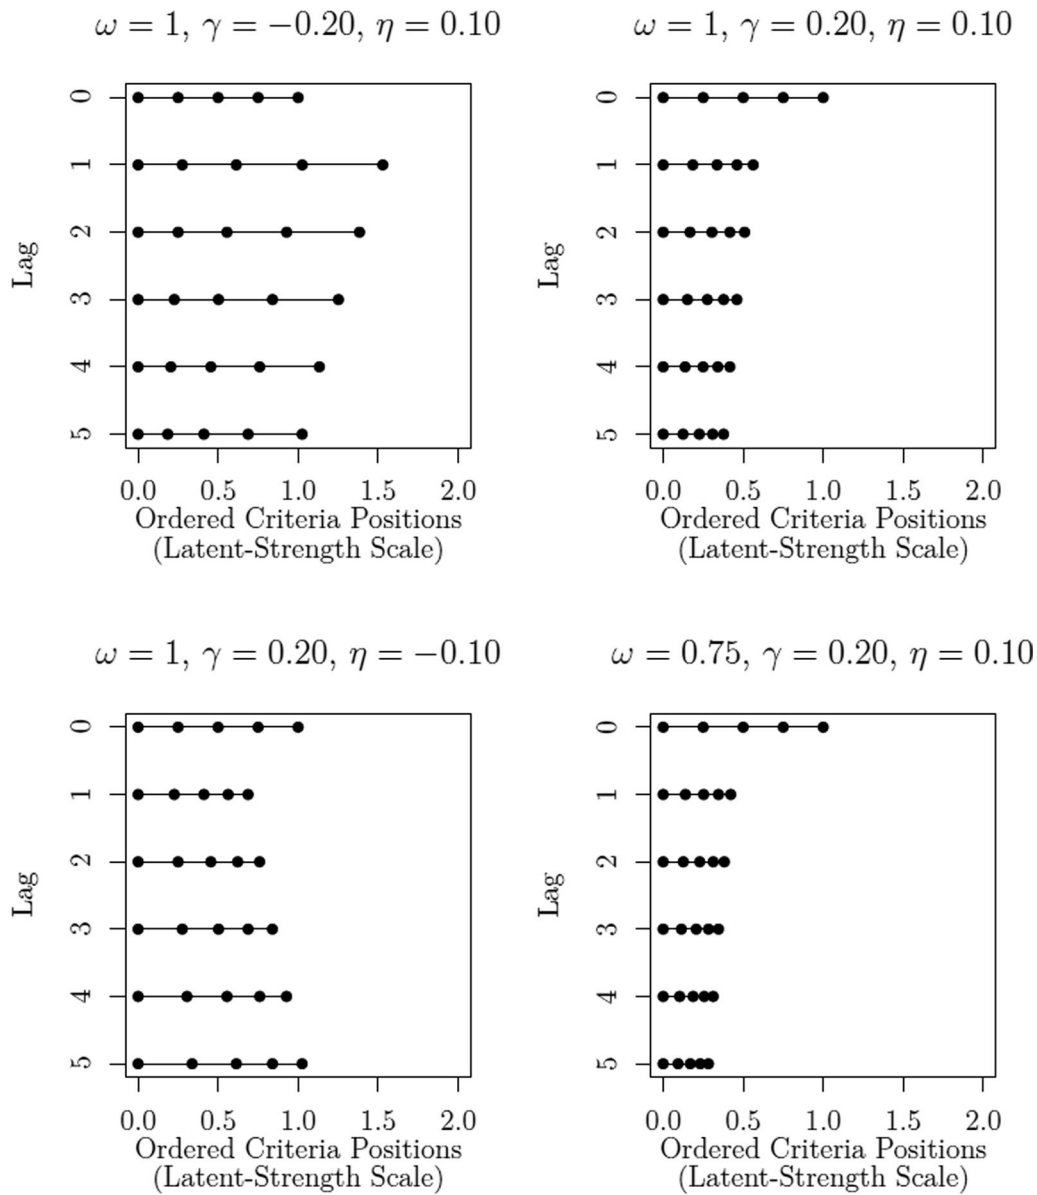 ω = 1, γ = −0.20, η = 0.10
Lag
0
1
2
3
4
5
0.0 0.5 1.0 1.5 2.0
Ordered Criteria Positions
(Latent-Strength Scale)
ω = 1, γ = 0.20, η = 0.10
Lag
0
1
2
3
4
5
0.0 0.5 1.0 1.5 2.0
Ordered Criteria Positions
(Latent-Strength Scale)
ω = 1, γ = 0.20, η = −0.10
Lag
0
1
2
3
4
5
0.0 0.5 1.0 1.5 2.0
Ordered Criteria Positions
(Latent-Strength Scale)
ω = 0.75, γ = 0.20, η = 0.10
Lag
0
1
2
3
4
5
0.0 0.5 1.0 1.5 2.0
Ordered Criteria Positions
(Latent-Strength Scale)